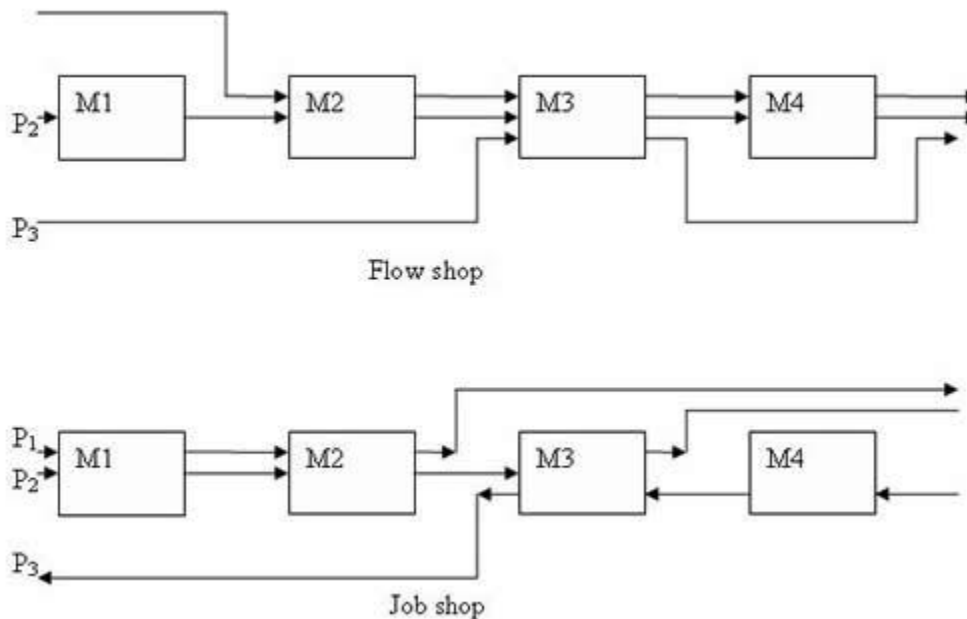 M1 M2 M3 M4
P₂
P₃
Flow shop
P₁
M1 M2 M3 M4
P₂
P₃
Job shop